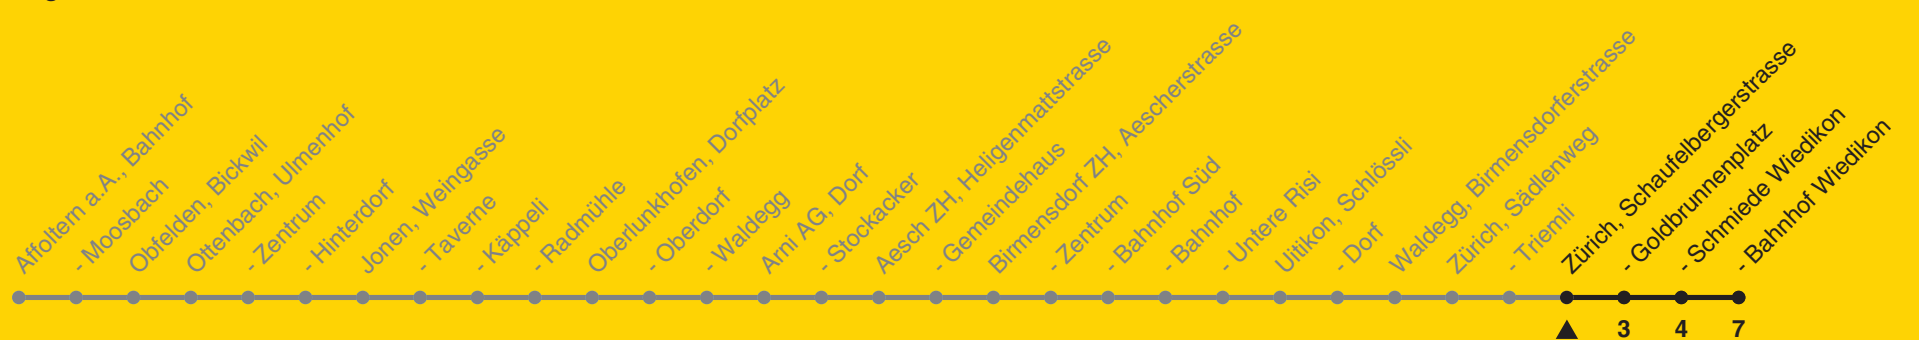 Affoltern a.A., Bahnhof
- Moosbach
Obfelden, Bickwil
Ottenbach, Ulmenhof
- Zentrum
- Hinterdorf
Jonen, Weingasse
- Taverne
- Käppeli
- Radmühle
Oberlunkhofen, Dorfplatz
- Oberdorf
- Waldegg
Arni AG, Dorf
- Stockacker
Aesch ZH, Heligenmattstrasse
- Gemeindehaus
Birmensdorf ZH, Aescherstrasse
- Zentrum
- Bahnhof Süd
- Bahnhof
- Untere Risi
Uitikon, Schlössli
- Dorf
Waldegg, Birmensdorferstrasse
Zürich, Sädlenweg
- Triemli
Zürich, Schaufelbergerstrasse
- Goldbrunnenplatz
- Schmiede Wiedikon
- Bahnhof Wiedikon
3 4 7